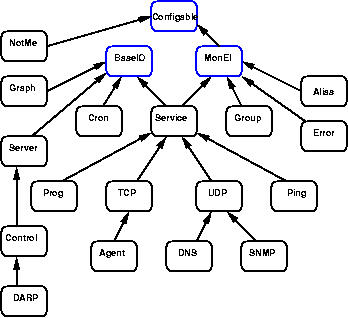 Configable
NotMe
BaseIO
MonEl
Graph
Alias
Cron
Service
Group
Error
Server
Prog
TCP
UDP
Ping
Control
Agent
DNS
SNMP
DARP